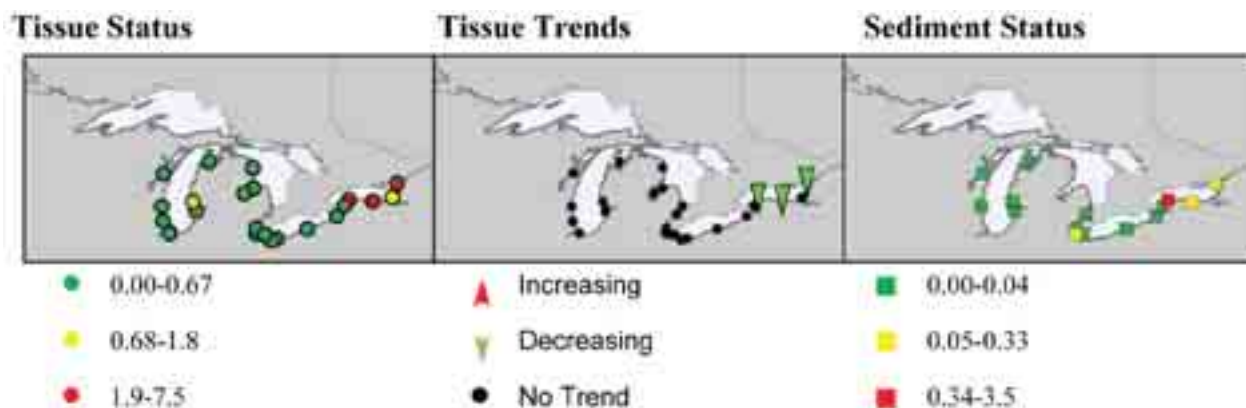 Tissue Status Tissue Trends Sediment Status
0.00-0.67 Increasing 0.00-0.04
0.68-1.8 Decreasing 0.05-0.33
1.9-7.5 No Trend 0.34-3.5